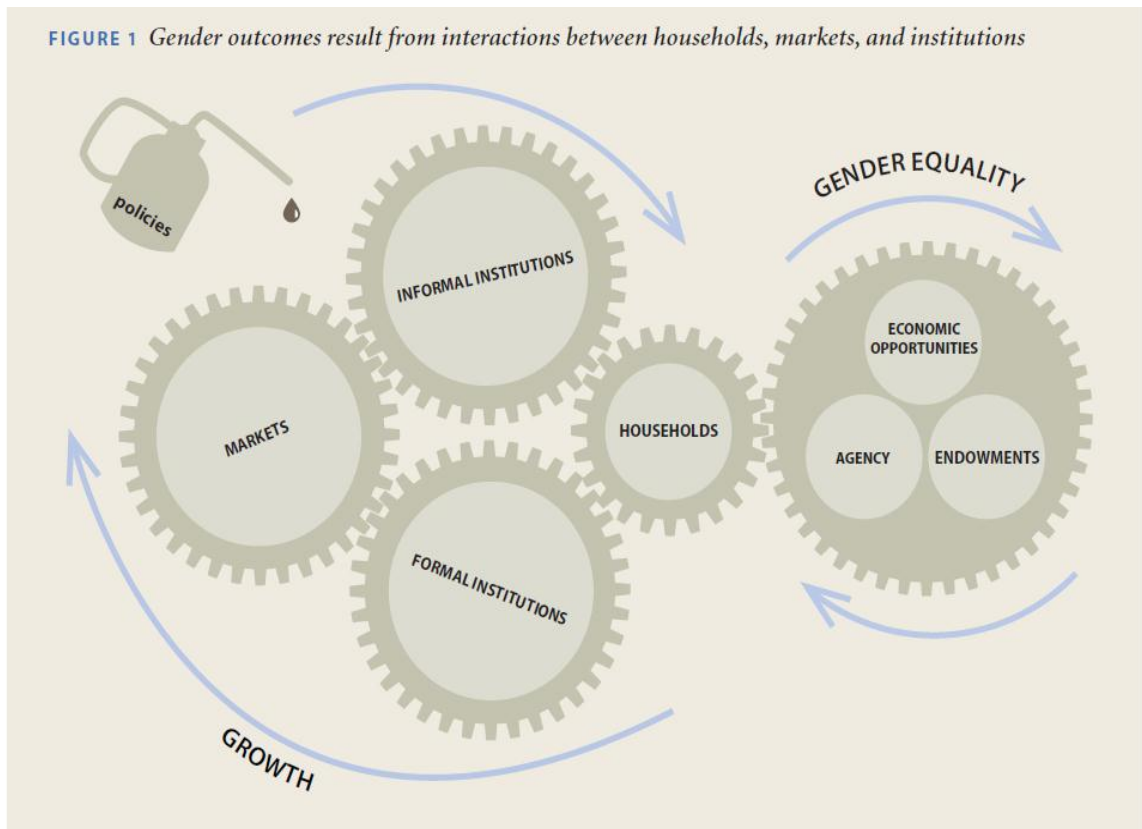 FIGURE 1 Gender outcomes result from interactions between households, markets, and institutions
policies
INFORMAL INSTITUTIONS
GENDER EQUALITY
ECONOMIC
OPPORTUNITIES
MARKETS
HOUSEHOLDS
AGENCY
ENDOWMENTS
FORMAL INSTITUTIONS
GROWTH